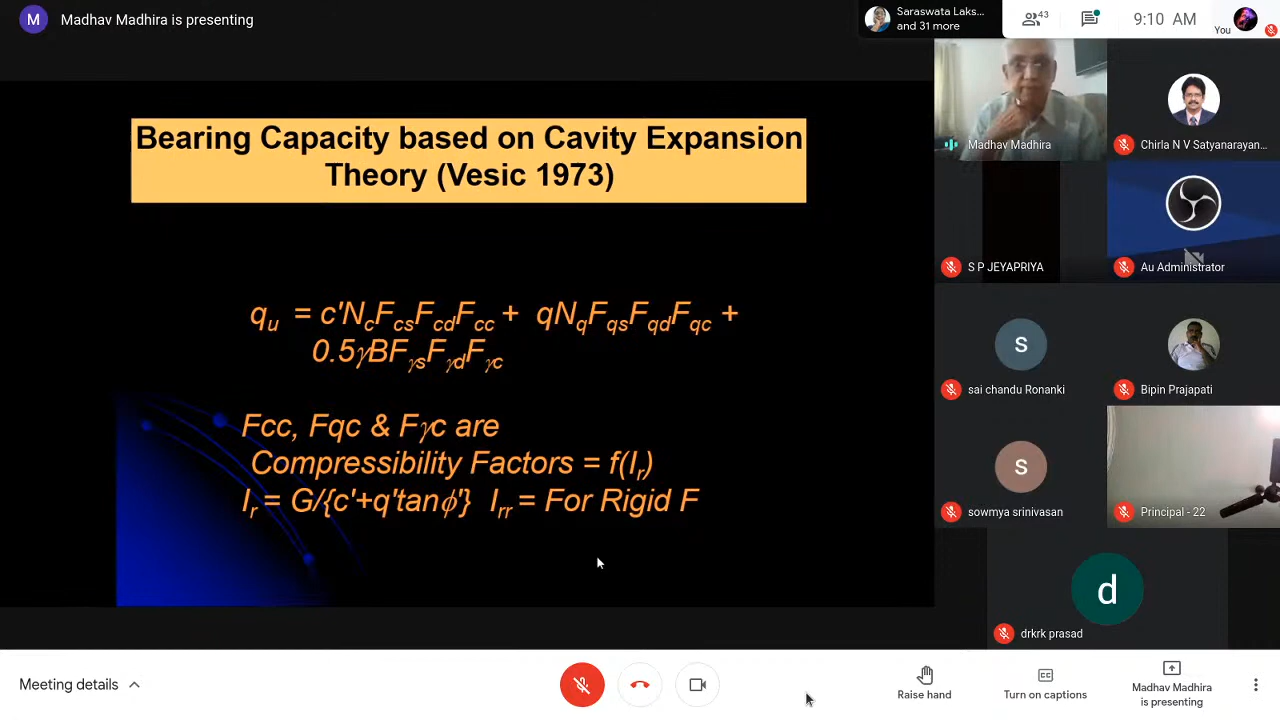 M Madhav Madhira is presenting
Saraswata Laks...
and 31 more
43
9:10 AM
You
Bearing Capacity based on Cavity Expansion
Theory (Vesic 1973)
qu = c'NcFcsFcdFcc + qNqFqsFqdFqc +
0.5γBFγsFγdFγc
Fcc, Fqc & Fγc are
Compressibility Factors = f(Ir)
Ir = G/{c'+q'tanϕ'} Irr = For Rigid F
Madhav Madhira
Chirla N V Satyanarayan...
S P JEYAPRIYA
Au Administrator
s
sai chandu Ronanki
Bipin Prajapati
s
sowmya srinivasan
Principal - 22
d
drkrk prasad
Meeting details
Raise hand
CC
Turn on captions
Madhav Madhira
is presenting